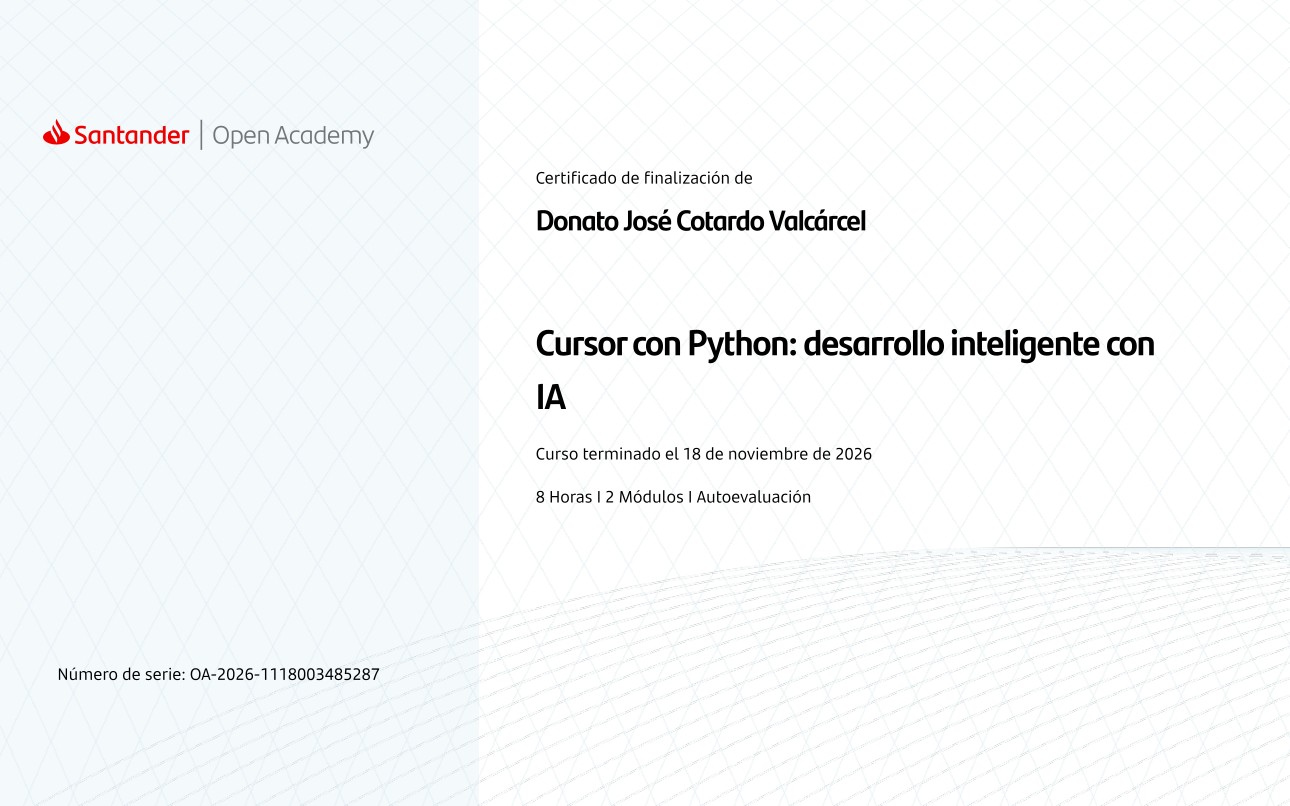 Santander | Open Academy
Certificado de finalización de
Donato José Cotardo Valcárcel
Cursor con Python: desarrollo inteligente con
IA
Curso terminado el 18 de noviembre de 2026
8 Horas I 2 Módulos I Autoevaluación
Número de serie: OA-2026-1118003485287